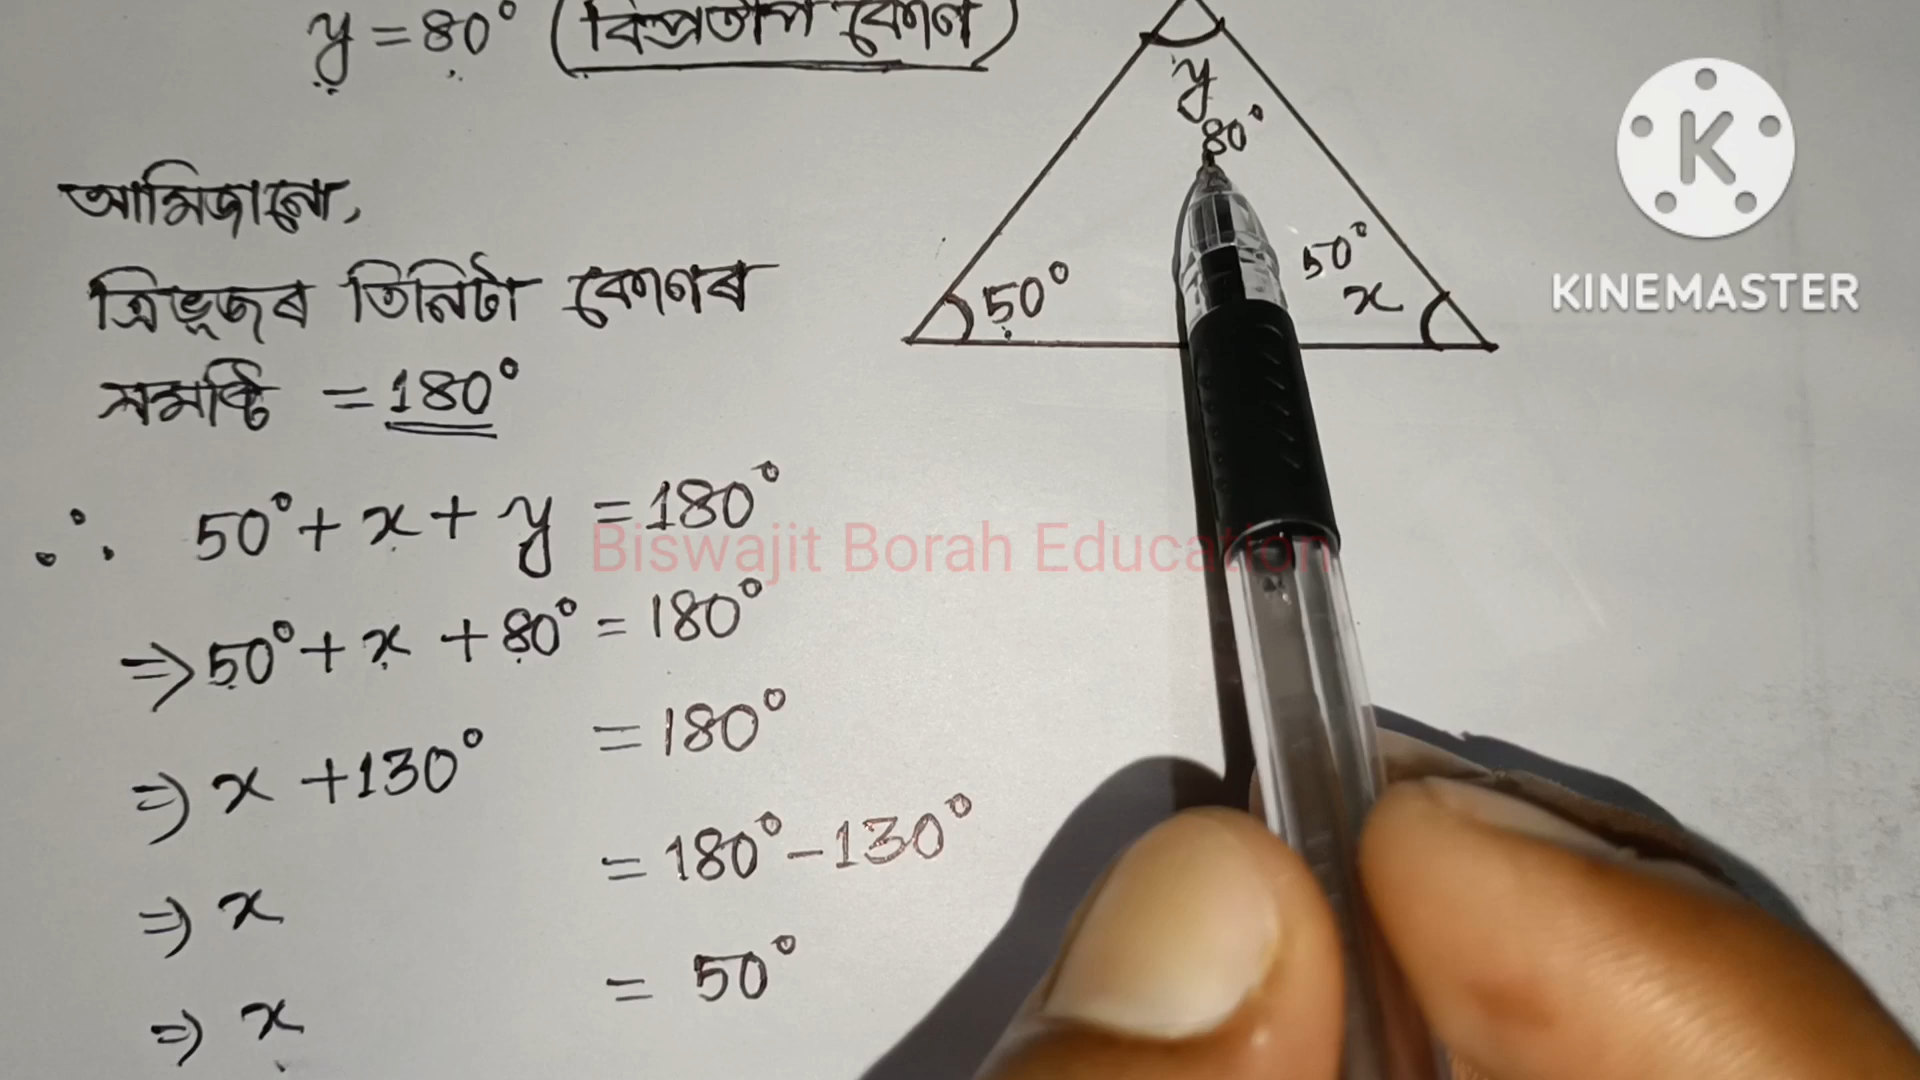 y = 80° (বিপ্রতীপ কোণ)
আমি জানো,
ত্ৰিভূজৰ তিনিটা কোণৰ
সমষ্টি = 180°
∴ 50° + x + y = 180°
⇒ 50° + x + 80° = 180°
⇒ x + 130° = 180°
⇒ x = 180° – 130°
⇒ x = 50°
y
80°
50°
50°
x
K
KINEMASTER
Biswajit Borah Education